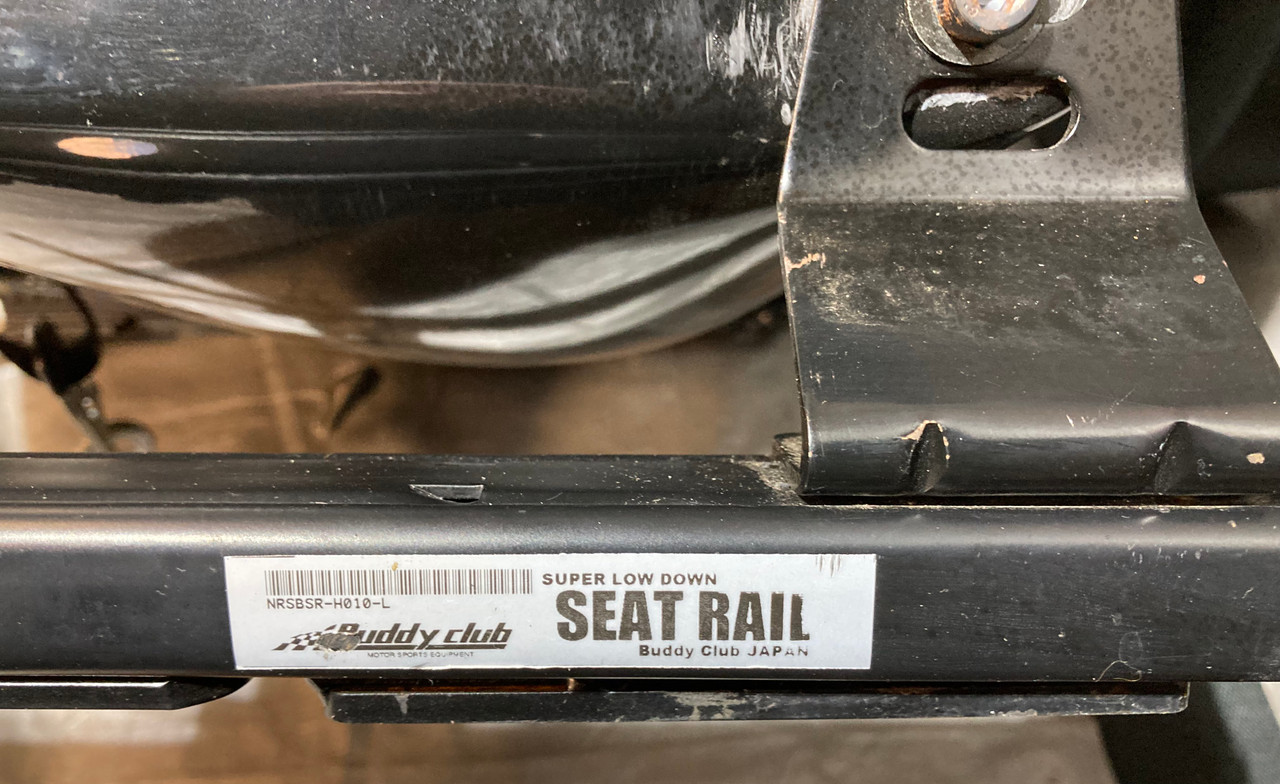 NRSBSR-H010-L
Buddy club
MOTOR SPORTS EQUIPMENT
SUPER LOW DOWN
SEAT RAIL
Buddy Club JAPAN